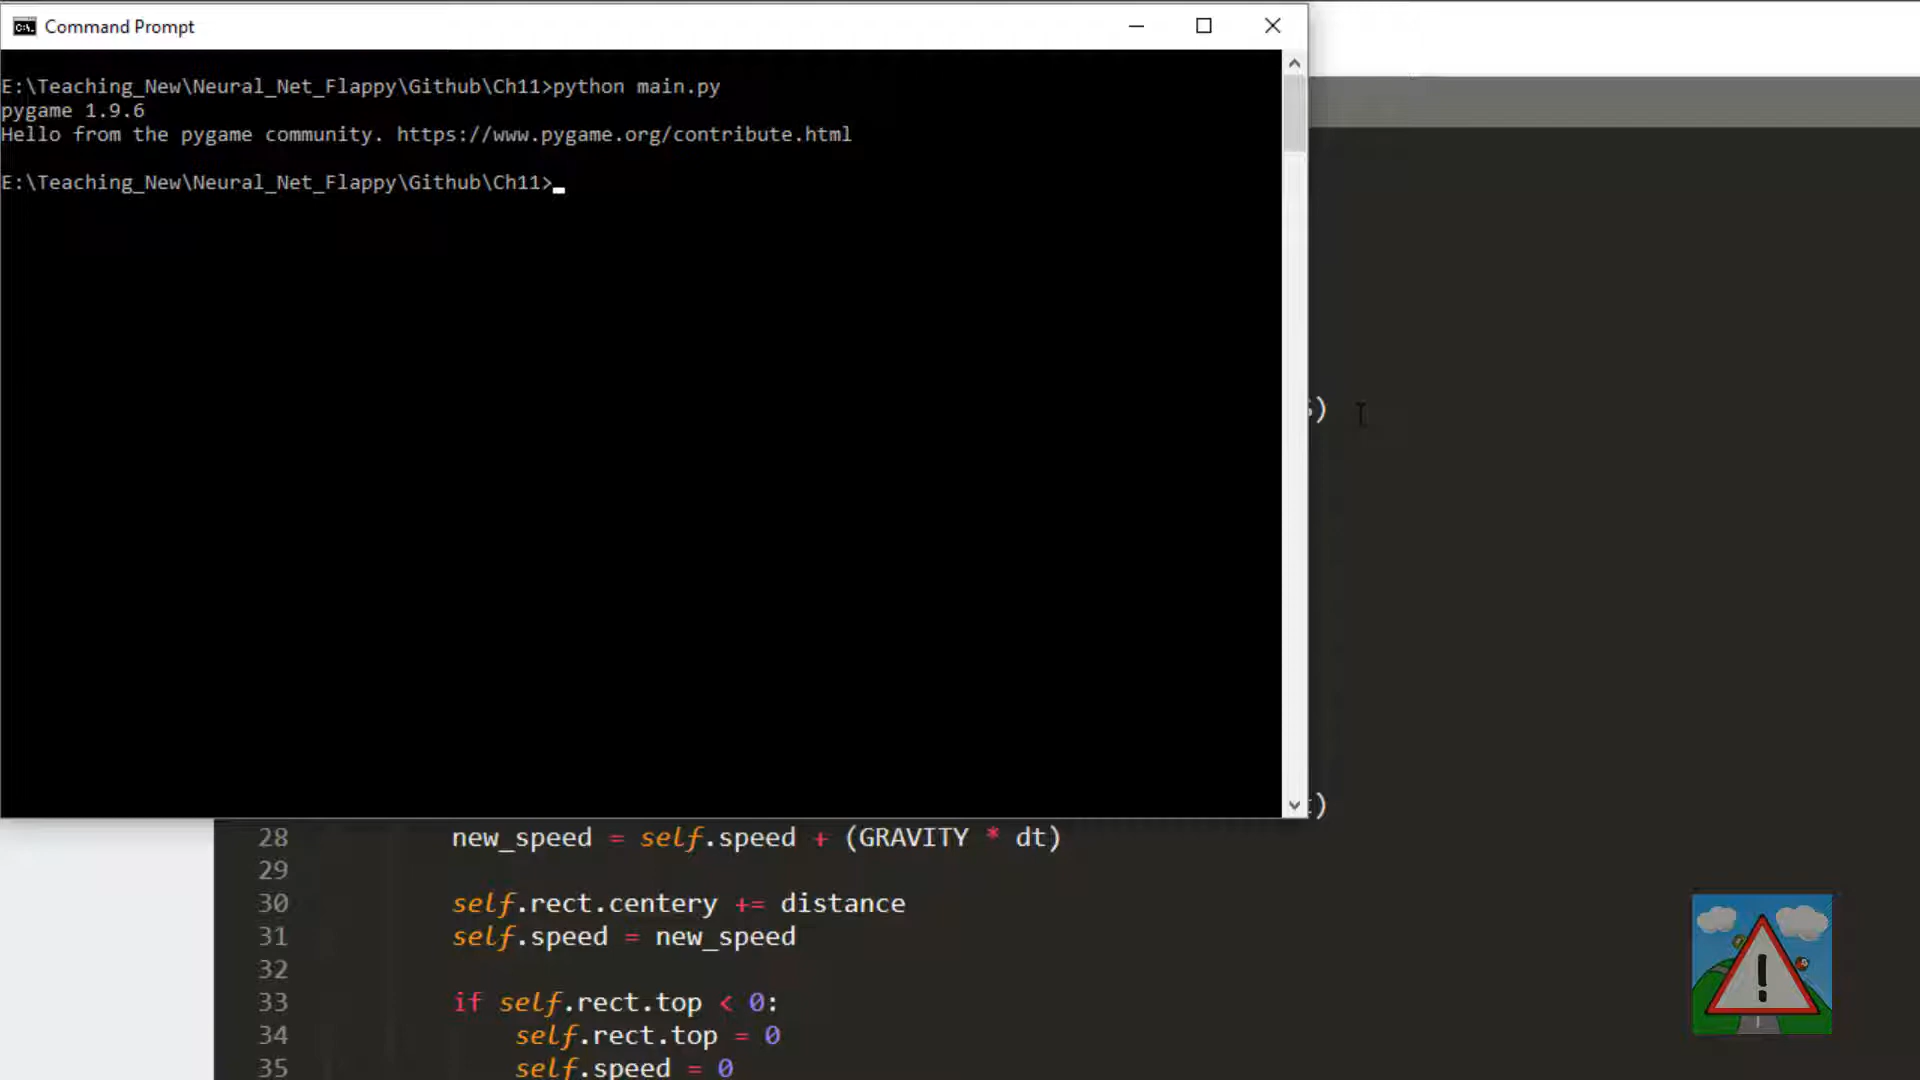 Command Prompt
E:\Teaching_New\Neural_Net_Flappy\Github\Ch11>python main.py
pygame 1.9.6
Hello from the pygame community. https://www.pygame.org/contribute.html
E:\Teaching_New\Neural_Net_Flappy\Github\Ch11>
)
)
28 new_speed = self.speed + (GRAVITY * dt)
29
30 self.rect.centery += distance
31 self.speed = new_speed
32
33 if self.rect.top < 0:
34 self.rect.top = 0
35 self.speed = 0
!